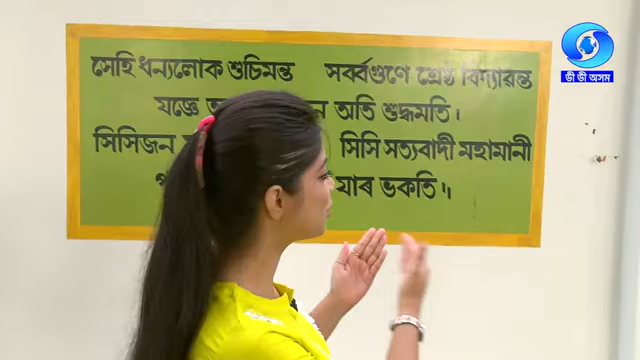 সেহি ধন্যলোক শুচিমন্ত সৰ্ব্বগুণে শ্ৰেষ্ঠ বিদ্যাৱন্ত
যজ্ঞে অতি শুদ্ধমতি।
সিসিজন সিসি সত্যবাদী মহামানী
যাৰ ভকতি।
ডী ডী অসম